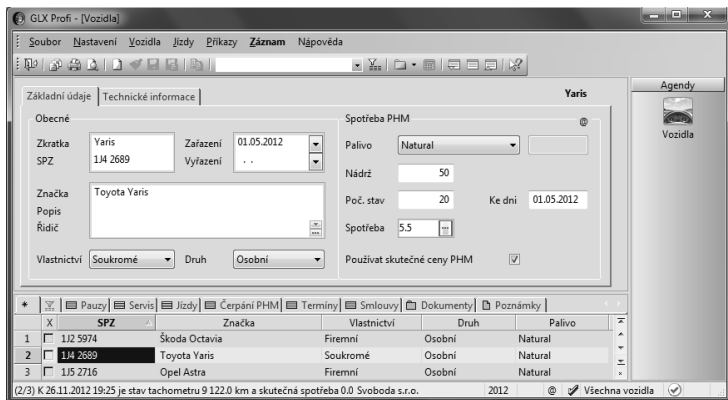 GLX Profi - [Vozidla]
Soubor Nastavení Vozidla Jízdy Příkazy Záznam Nápověda
Agendy
Vozidla
Základní údaje Technické informace Yaris
Obecné Spotřeba PHM @
Zkratka Yaris Zařazení 01.05.2012 Palivo Natural
SPZ 1J4 2689 Vyřazení . .
Nádrž 50
Značka Toyota Yaris Poč. stav 20 Ke dni 01.05.2012
Popis
Řidič Spotřeba 5.5
Vlastnictví Soukromé Druh Osobní Používat skutečné ceny PHM
* Pauzy Servis Jízdy Čerpání PHM Termíny Smlouvy Dokumenty Poznámky
X SPZ Značka Vlastnictví Druh Palivo
1 1J2 5974 Škoda Octavia Firemní Osobní Natural
2 1J4 2689 Toyota Yaris Soukromé Osobní Natural
3 1J5 2716 Opel Astra Firemní Osobní Natural
(2/3) K 26.11.2012 19:25 je stav tachometru 9 122.0 km a skutečná spotřeba 0.0 Svoboda s.r.o. 2012 @ Všechna vozidla